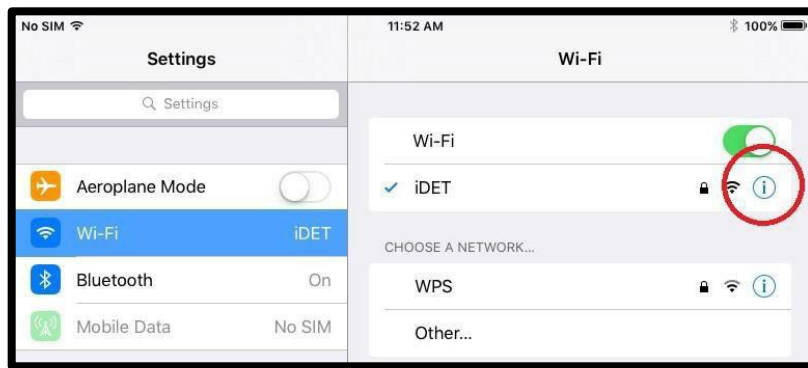 No SIM
11:52 AM
100%
Settings
Wi-Fi
Settings
Aeroplane Mode
Wi-Fi iDET
Bluetooth On
Mobile Data No SIM
Wi-Fi
iDET
CHOOSE A NETWORK...
WPS
Other...